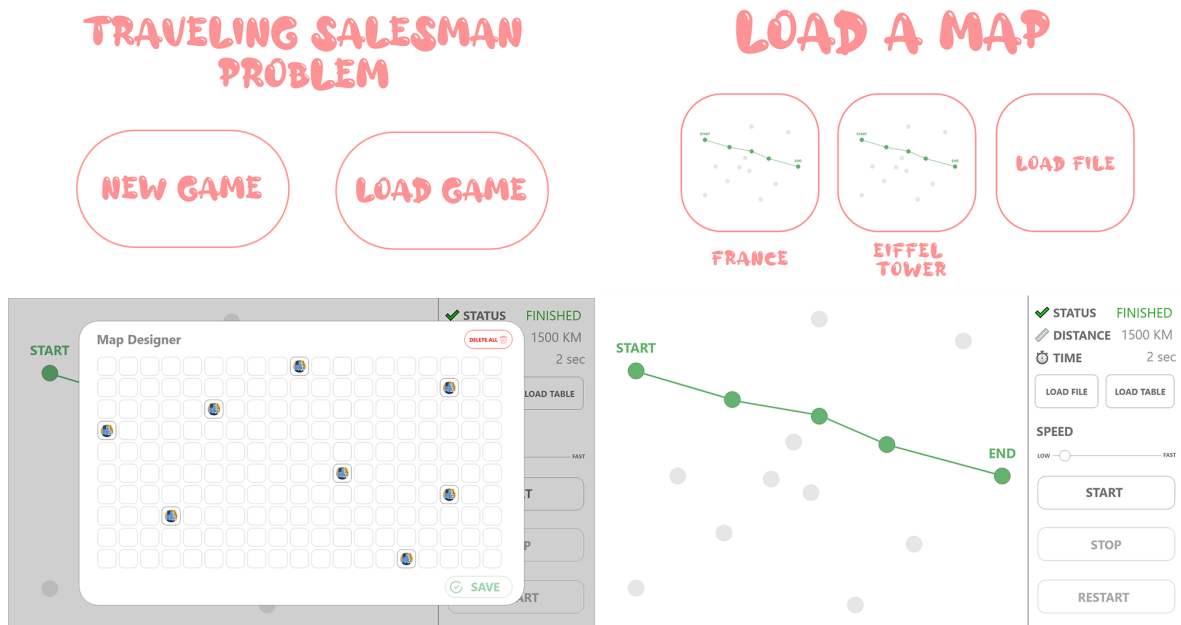 TRAVELING SALESMAN
PROBLEM
NEW GAME
LOAD GAME
LOAD A MAP
START
END
FRANCE
START
END
EIFFEL
TOWER
LOAD FILE
START
Map Designer
DELETE ALL
SAVE
STATUS FINISHED
1500 KM
2 sec
LOAD TABLE
FAST
T
P
ART
START
END
STATUS FINISHED
DISTANCE 1500 KM
TIME 2 sec
LOAD FILE LOAD TABLE
SPEED
LOW FAST
START
STOP
RESTART